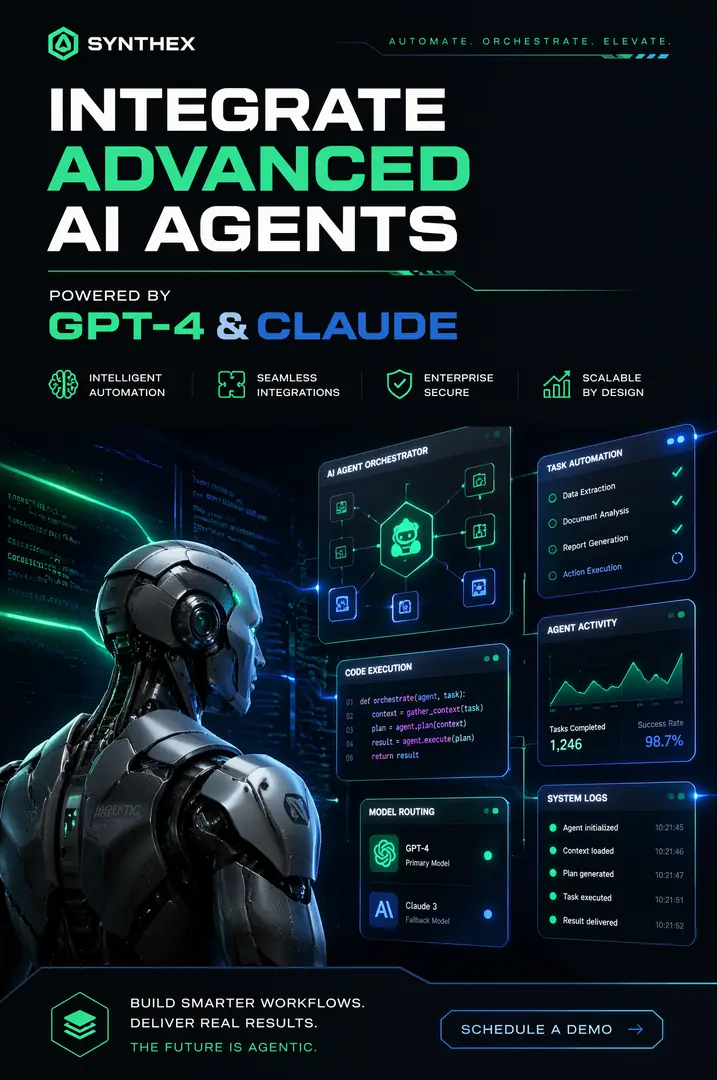 SYNTHEX
AUTOMATE. ORCHESTRATE. ELEVATE.
INTEGRATE
ADVANCED
AI AGENTS
POWERED BY
GPT-4 & CLAUDE
INTELLIGENT
AUTOMATION
SEAMLESS
INTEGRATIONS
ENTERPRISE
SECURE
SCALABLE
BY DESIGN
AI AGENT ORCHESTRATOR
TASK AUTOMATION
Data Extraction
Document Analysis
Report Generation
Action Execution
CODE EXECUTION
01 def orchestrate(agent, task):
02 context = gather_context(task)
03 plan = agent.plan(context)
04 result = agent.execute(plan)
05 return result
AGENT ACTIVITY
Tasks Completed
1,246
Success Rate
98.7%
MODEL ROUTING
GPT-4
Primary Model
A\
Claude 3
Fallback Model
SYSTEM LOGS
Agent initialized 10:21:45
Context loaded 10:21:46
Plan generated 10:21:47
Task executed 10:21:51
Result delivered 10:21:52
BUILD SMARTER WORKFLOWS.
DELIVER REAL RESULTS.
THE FUTURE IS AGENTIC.
SCHEDULE A DEMO →